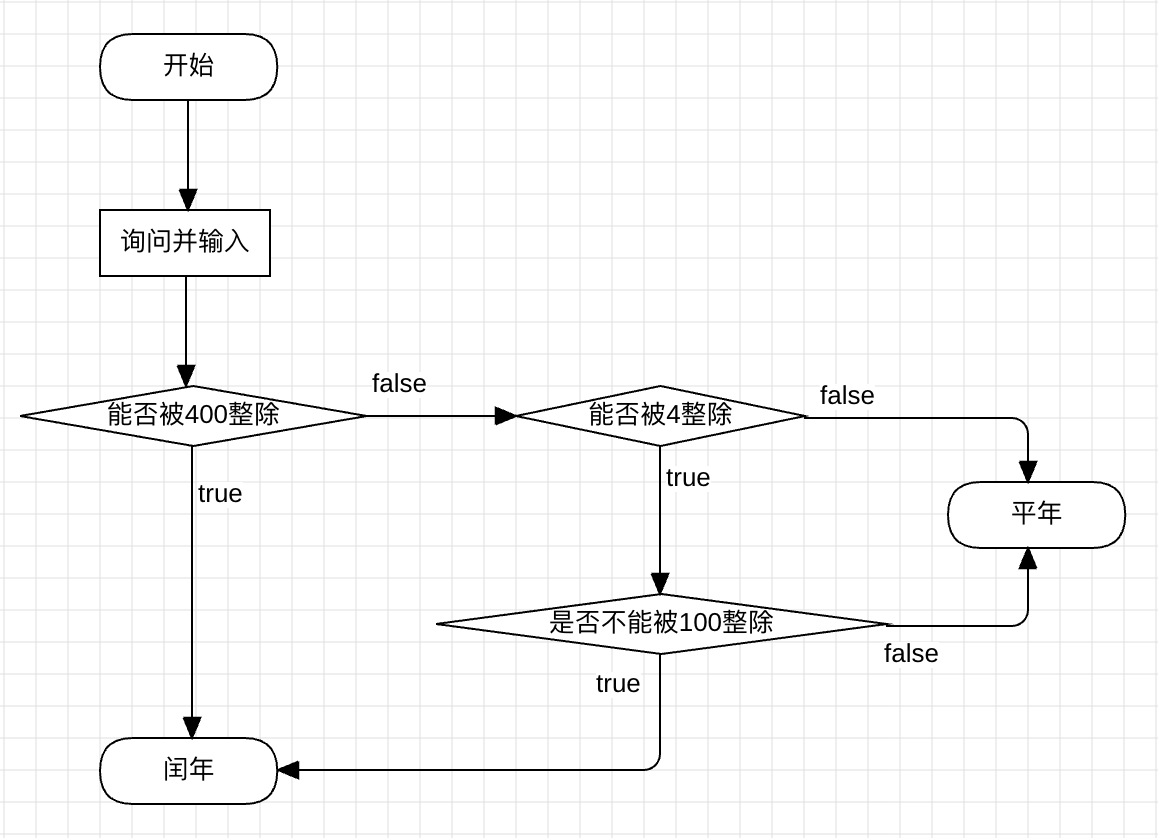 开始
询问并输入
能否被400整除
false
能否被4整除
false
true
true
平年
是否不能被100整除
false
true
闰年